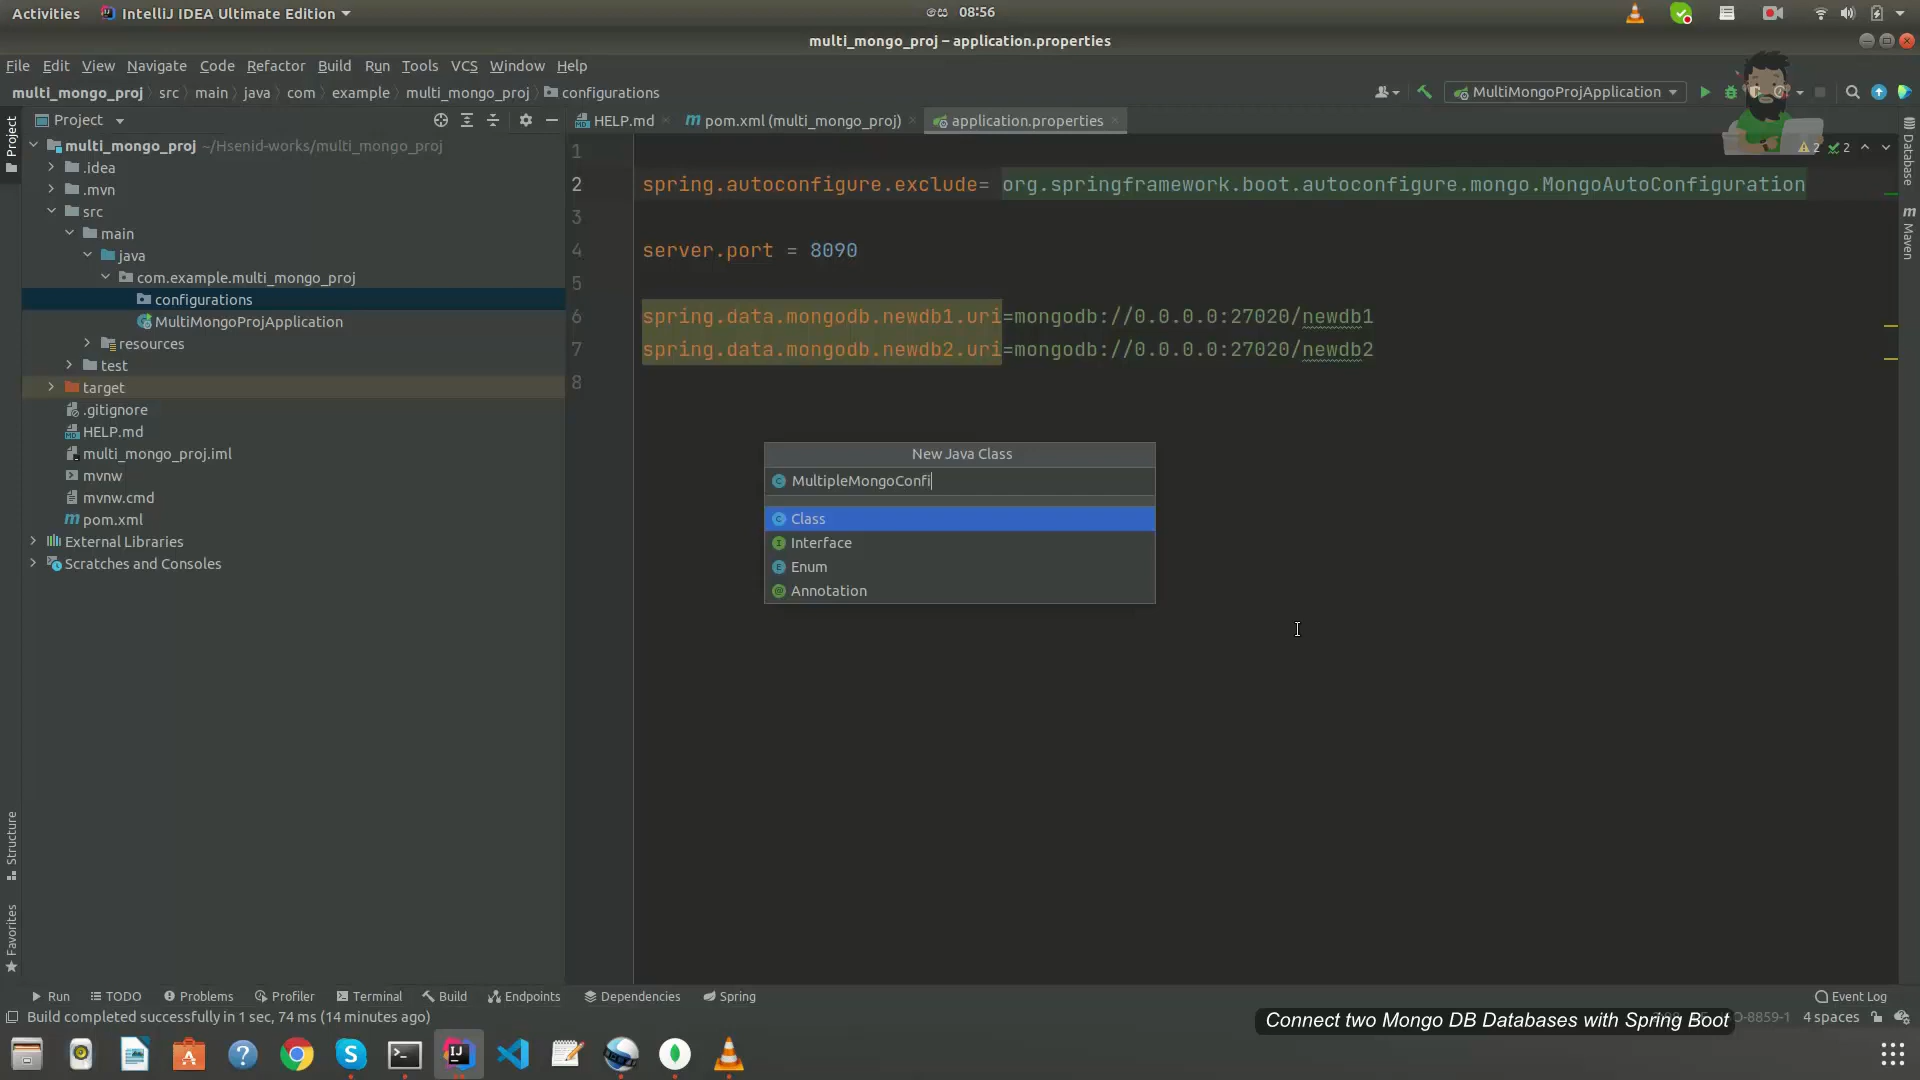 Activities IntelliJ IDEA Ultimate Edition සෙ 08:56
multi_mongo_proj – application.properties
File Edit View Navigate Code Refactor Build Run Tools VCS Window Help
multi_mongo_proj src main java com example multi_mongo_proj configurations MultiMongoProjApplication
Project HELP.md pom.xml (multi_mongo_proj) application.properties
Project
Database
Maven
Structure
Favorites
multi_mongo_proj ~/Hsenid-works/multi_mongo_proj
.idea
.mvn
src
main
java
com.example.multi_mongo_proj
configurations
MultiMongoProjApplication
resources
test
target
.gitignore
HELP.md
multi_mongo_proj.iml
mvnw
mvnw.cmd
pom.xml
External Libraries
Scratches and Consoles
2 2
1
2 spring.autoconfigure.exclude= org.springframework.boot.autoconfigure.mongo.MongoAutoConfiguration
3
4 server.port = 8090
5
6 spring.data.mongodb.newdb1.uri=mongodb://0.0.0.0:27020/newdb1
7 spring.data.mongodb.newdb2.uri=mongodb://0.0.0.0:27020/newdb2
8
New Java Class
MultipleMongoConfi
Class
Interface
Enum
Annotation
Run TODO Problems Profiler Terminal Build Endpoints Dependencies Spring Event Log
Build completed successfully in 1 sec, 74 ms (14 minutes ago) 4 spaces
Connect two Mongo DB Databases with Spring Boot